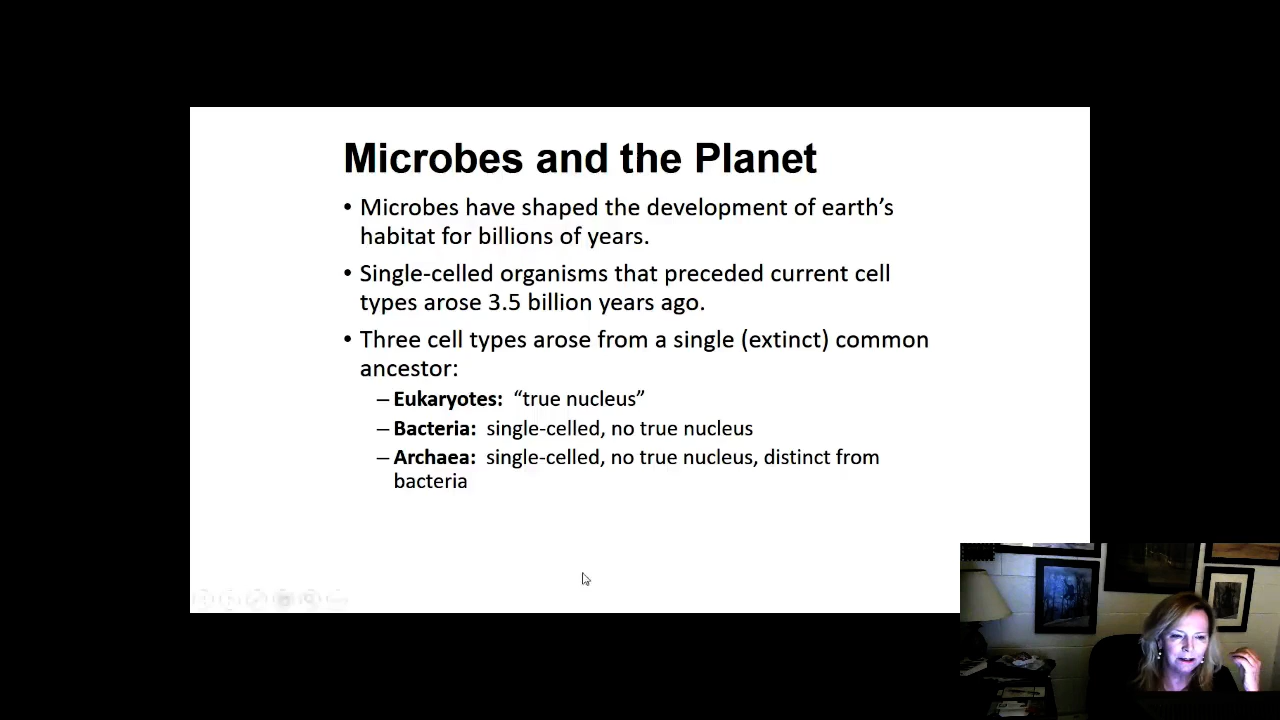 Microbes and the Planet
• Microbes have shaped the development of earth’s
habitat for billions of years.
• Single-celled organisms that preceded current cell
types arose 3.5 billion years ago.
• Three cell types arose from a single (extinct) common
ancestor:
– Eukaryotes: “true nucleus”
– Bacteria: single-celled, no true nucleus
– Archaea: single-celled, no true nucleus, distinct from
bacteria